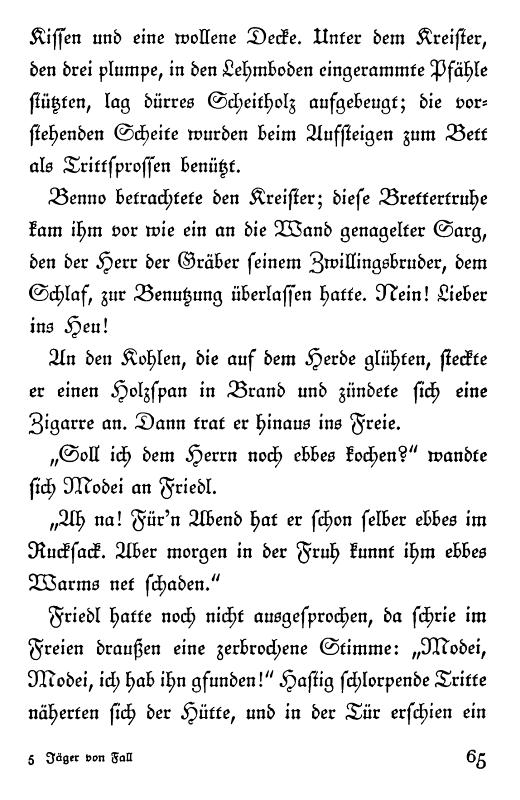 Kissen und eine wollene Decke. Unter dem Kreister,
den drei plumpe, in den Lehmboden eingerammte Pfähle
stützten, lag dürres Scheitholz aufgebeugt; die vor-
stehenden Scheite wurden beim Aufsteigen zum Bett
als Trittsprossen benützt.
Benno betrachtete den Kreister; diese Brettertruhe
kam ihm vor wie ein an die Wand genagelter Sarg,
den der Herr der Gräber seinem Zwillingsbruder, dem
Schlaf, zur Benutzung überlassen hatte. Nein! Lieber
ins Heu!
An den Kohlen, die auf dem Herde glühten, steckte
er einen Holzspan in Brand und zündete sich eine
Zigarre an. Dann trat er hinaus ins Freie.
„Soll ich dem Herrn noch ebbes kochen?“ wandte
sich Modei an Friedl.
„Ah na! Für'n Abend hat er schon selber ebbes im
Rucksack. Aber morgen in der Fruh kunnt ihm ebbes
Warms net schaden.“
Friedl hatte noch nicht ausgesprochen, da schrie im
Freien draußen eine zerbrochene Stimme: „Modei,
Modei, ich hab ihn gfunden!“ Hastig schlorpende Tritte
näherten sich der Hütte, und in der Tür erschien ein
5 Jäger von Fall 65